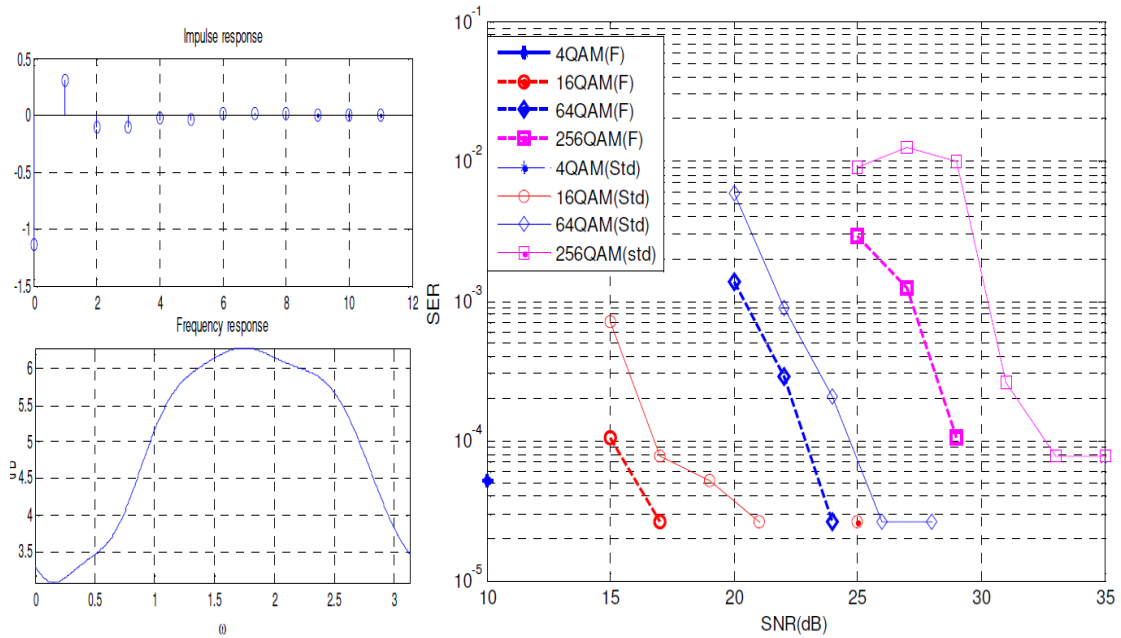 Impulse response
0.5
0
-0.5
-1
-1.5
0 2 4 6 8 10 12
Frequency response
6
5.5
5
4.5
4
3.5
0 0.5 1 1.5 2 2.5 3
ω
10^-1
10^-2
10^-3
10^-4
10^-5
SER
4QAM(F)
16QAM(F)
64QAM(F)
256QAM(F)
4QAM(Std)
16QAM(Std)
64QAM(Std)
256QAM(std)
10 15 20 25 30 35
SNR(dB)